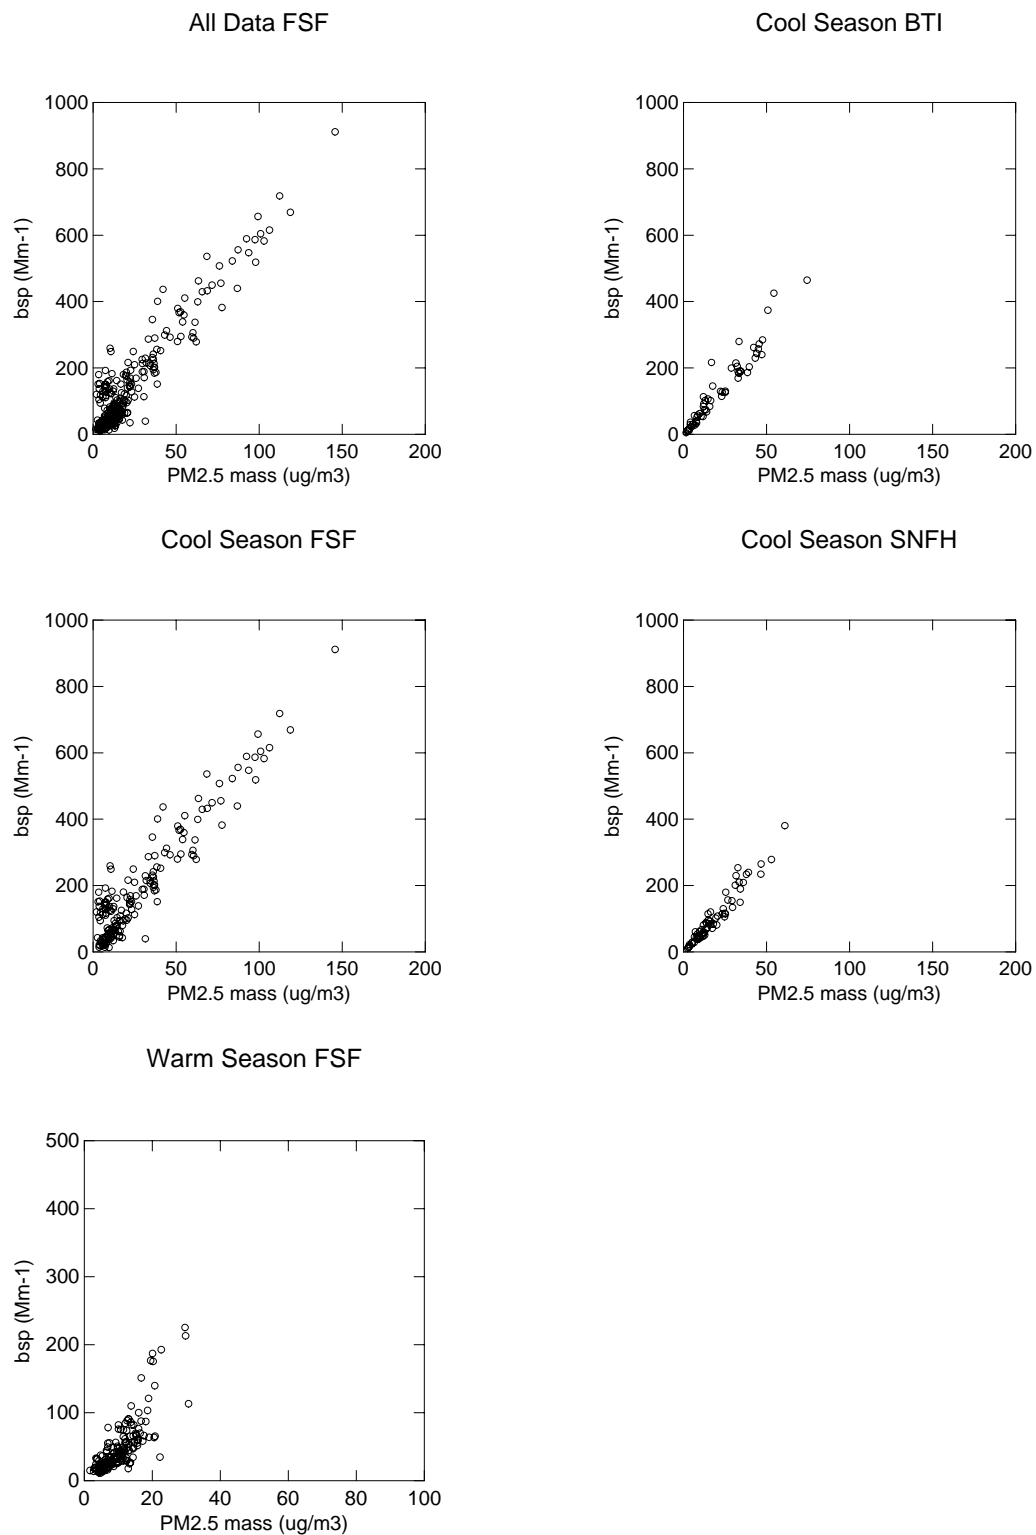 All Data FSF
1000
800
600
400
200
0
bsp (Mm-1)
0 50 100 150 200
PM2.5 mass (ug/m3)
Cool Season BTI
1000
800
600
400
200
0
bsp (Mm-1)
0 50 100 150 200
PM2.5 mass (ug/m3)
Cool Season FSF
1000
800
600
400
200
0
bsp (Mm-1)
0 50 100 150 200
PM2.5 mass (ug/m3)
Cool Season SNFH
1000
800
600
400
200
0
bsp (Mm-1)
0 50 100 150 200
PM2.5 mass (ug/m3)
Warm Season FSF
500
400
300
200
100
0
bsp (Mm-1)
0 20 40 60 80 100
PM2.5 mass (ug/m3)